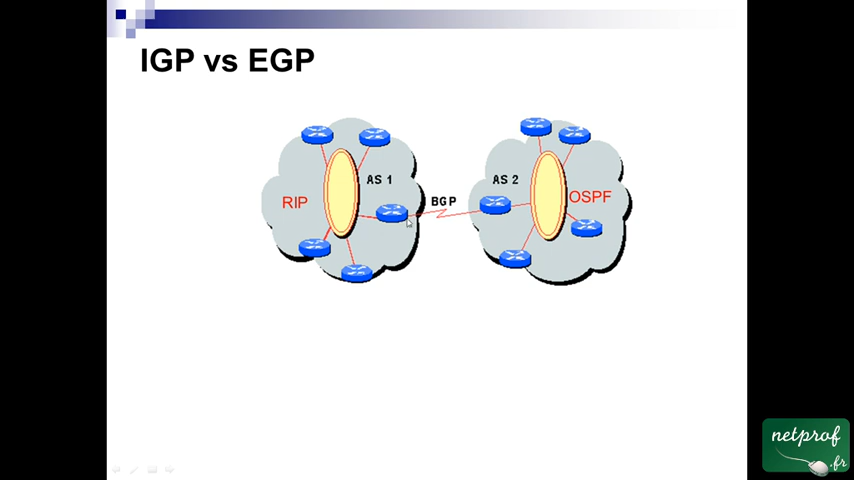 IGP vs EGP
AS 1
AS 2
BGP
RIP
OSPF
netprof
.fr